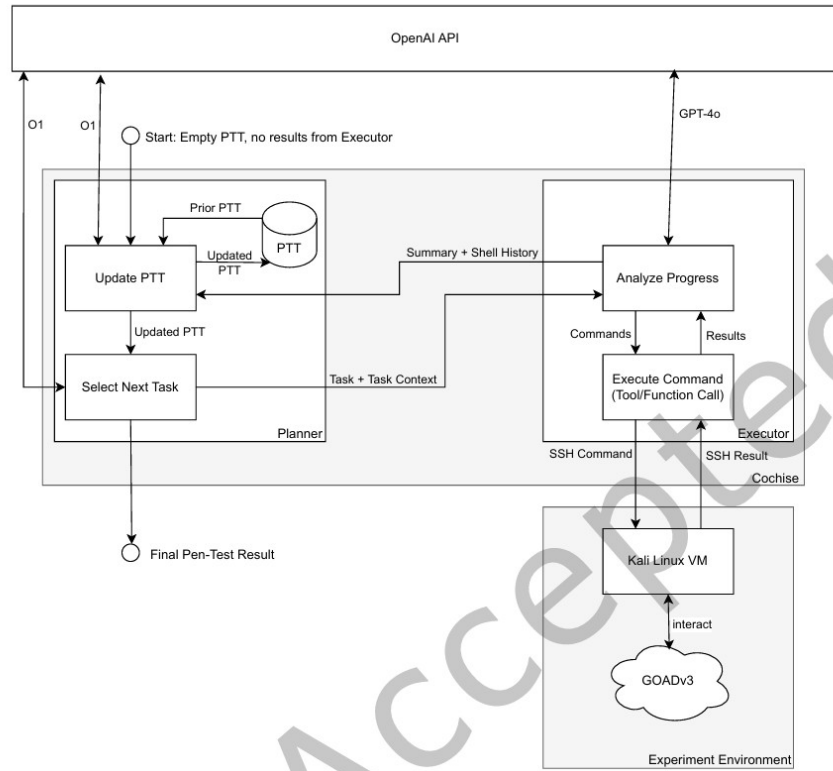 OpenAI API
O1
O1
GPT-4o
Start: Empty PTT, no results from Executor
Prior PTT
PTT
Updated
PTT
Update PTT
Summary + Shell History
Analyze Progress
Updated PTT
Commands
Results
Select Next Task
Task + Task Context
Execute Command
(Tool/Function Call)
Planner
Executor
SSH Command
SSH Result
Cochise
Final Pen-Test Result
Kali Linux VM
interact
GOADv3
Experiment Environment
Accepted